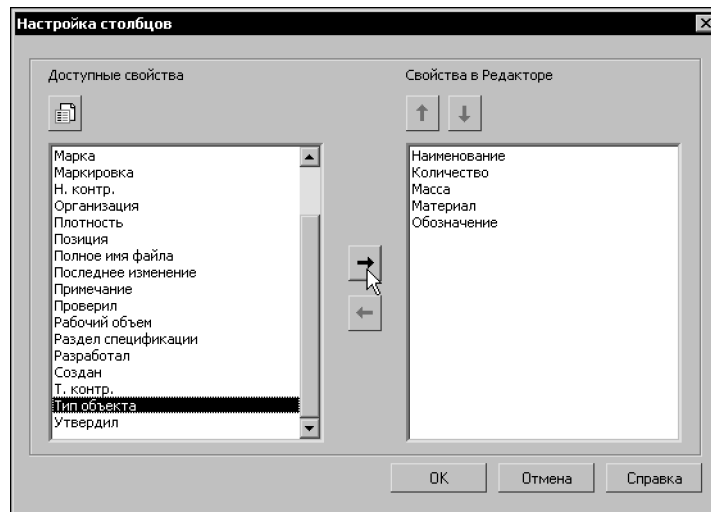 Настройка столбцов
Доступные свойства
Марка
Маркировка
Н. контр.
Организация
Плотность
Позиция
Полное имя файла
Последнее изменение
Примечание
Проверил
Рабочий объем
Раздел спецификации
Разработал
Создан
Т. контр.
Тип объекта
Утвердил
Свойства в Редакторе
Наименование
Количество
Масса
Материал
Обозначение
OK
Отмена
Справка